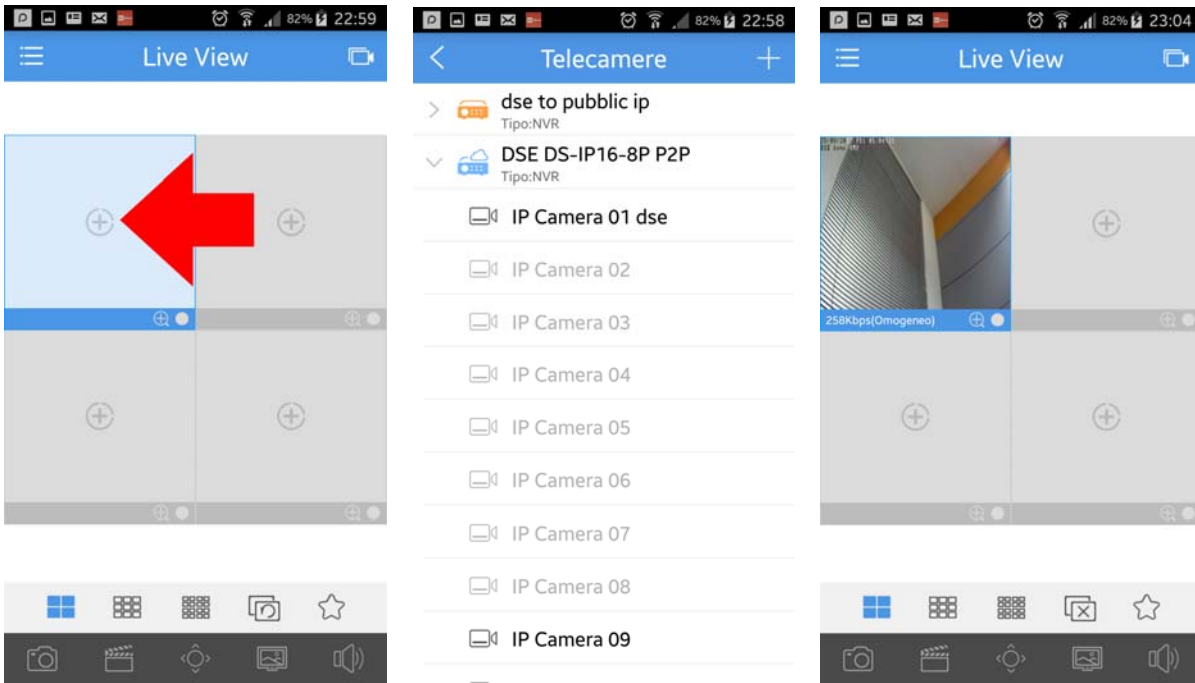 82% 22:59
Live View
82% 22:58
Telecamere
dse to pubblic ip
Tipo:NVR
DSE DS-IP16-8P P2P
Tipo:NVR
IP Camera 01 dse
IP Camera 02
IP Camera 03
IP Camera 04
IP Camera 05
IP Camera 06
IP Camera 07
IP Camera 08
IP Camera 09
82% 23:04
Live View
258Kbps(Omogeneo)